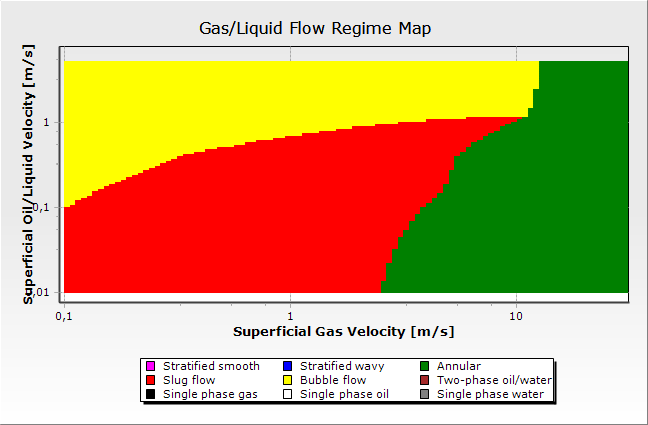 Gas/Liquid Flow Regime Map
Superficial Oil/Liquid Velocity [m/s]
1
0,1
0,01
0,1
1
10
Superficial Gas Velocity [m/s]
Stratified smooth
Stratified wavy
Annular
Slug flow
Bubble flow
Two-phase oil/water
Single phase gas
Single phase oil
Single phase water